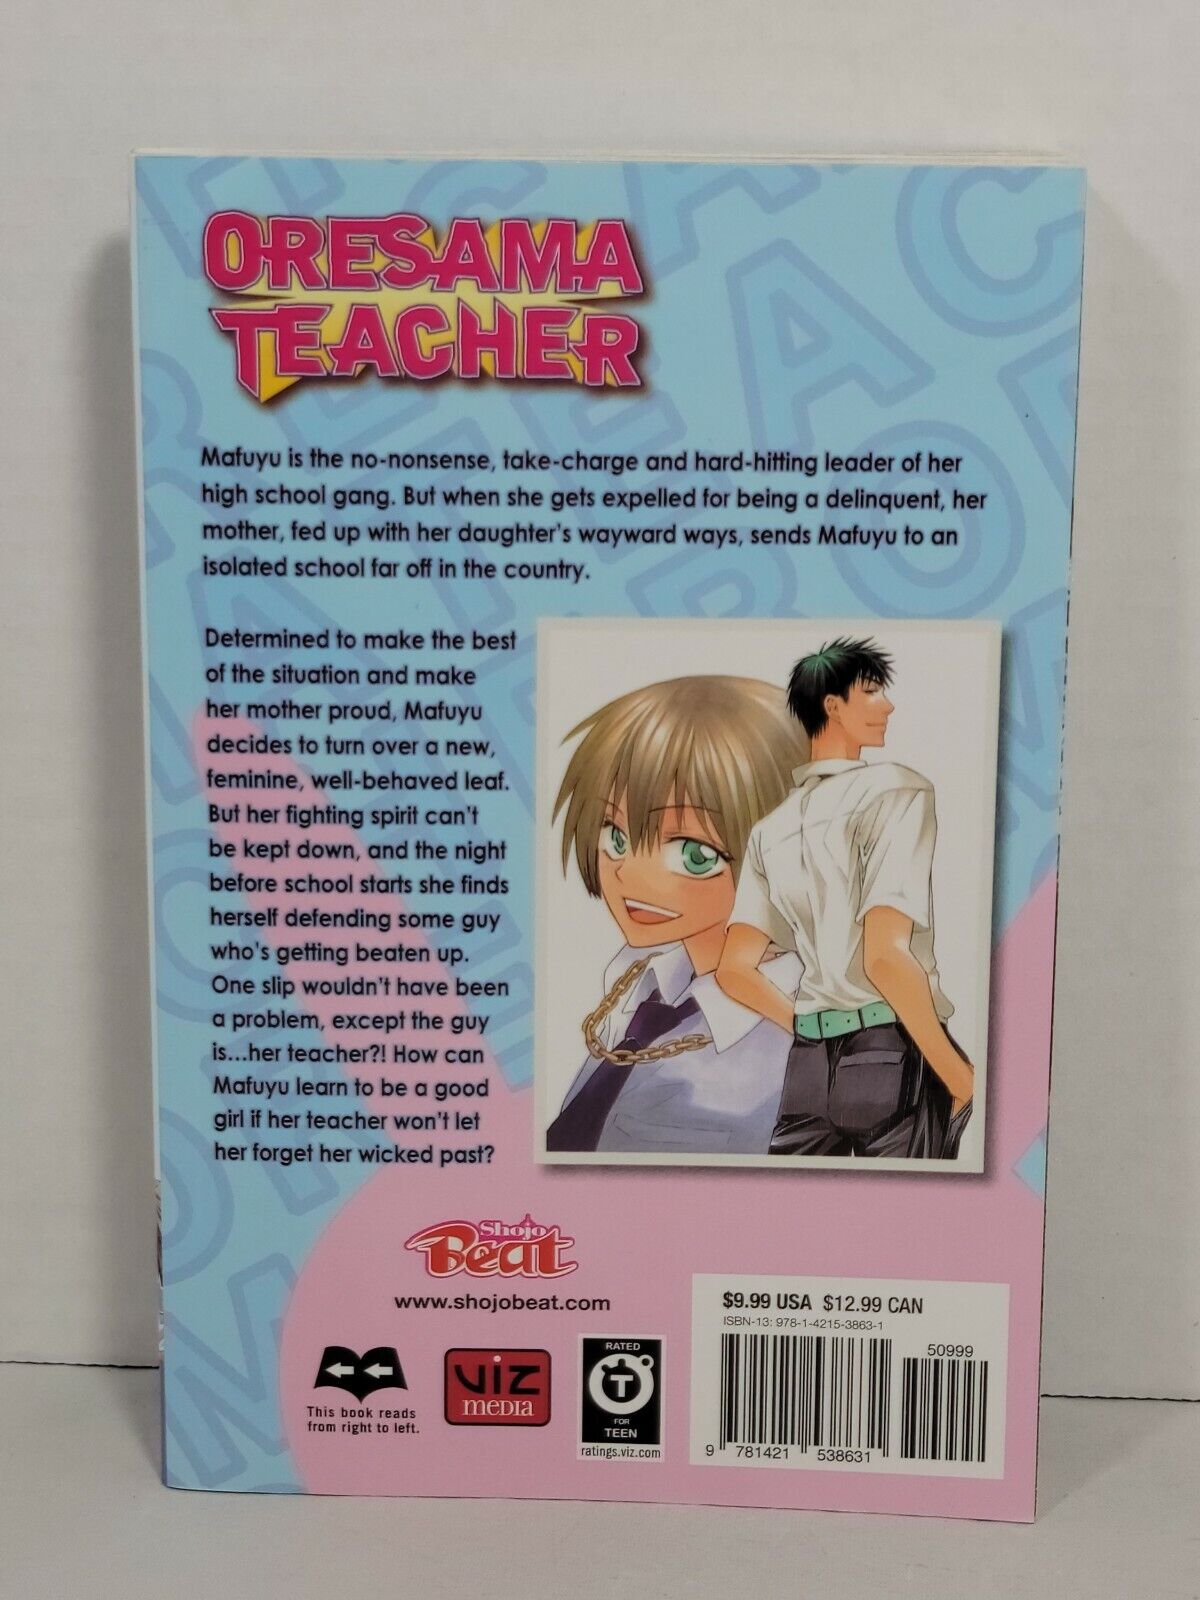 ORESAMA
TEACHER
Mafuyu is the no-nonsense, take-charge and hard-hitting leader of her
high school gang. But when she gets expelled for being a delinquent, her
mother, fed up with her daughter's wayward ways, sends Mafuyu to an
isolated school far off in the country.
Determined to make the best
of the situation and make
her mother proud, Mafuyu
decides to turn over a new,
feminine, well-behaved leaf.
But her fighting spirit can't
be kept down, and the night
before school starts she finds
herself defending some guy
who's getting beaten up.
One slip wouldn't have been
a problem, except the guy
is...her teacher?! How can
Mafuyu learn to be a good
girl if her teacher won't let
her forget her wicked past?
Shojo
Beat
www.shojobeat.com
This book reads
from right to left.
VIZ
MEDIA
RATED
T
FOR
TEEN
ratings.viz.com
$9.99 USA $12.99 CAN
ISBN-13: 978-1-4215-3863-1
50999
9 781421 538631